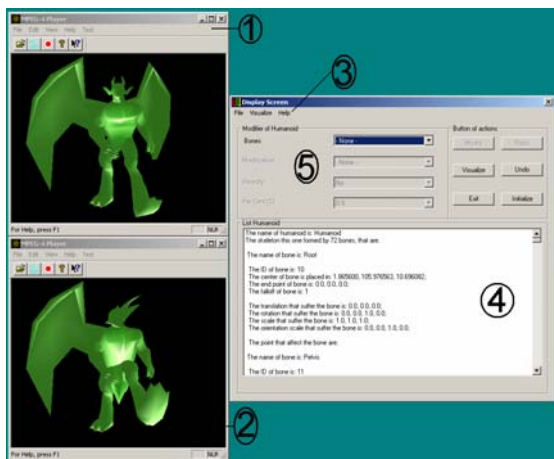 MPEG-4 Player
File Edit View Help Test
1
For Help, press F1
NUM
MPEG-4 Player
File Edit View Help Test
2
For Help, press F1
NUM
Display Screen
3
File Visualize Help
Modifier of Humanoid
Bones
- None -
5
- None -
No
Button of actions
Visualize
Undo
Exit
Initialize
List Humanoid
The name of humanoid is: Humanoid
The skeleton this one formed by 72 bones, that are:
The name of bone is: Root
The ID of bone is: 10
The center of bone is placed in: 1.865600, 105.976563, 10.696082;
The end point of bone is: 0.0, 0.0, 0.0;
The falloff of bone is: 1
The translation that suffer the bone is: 0.0, 0.0, 0.0;
The rotation that suffer the bone is: 0.0, 0.0, 1.0, 0.0;
The scale that suffer the bone is: 1.0, 1.0, 1.0;
The orientation scale that suffer the bone is: 0.0, 0.0, 1.0, 0.0;
The point that affect the bone are:
The name of bone is: Pelvis
The ID of bone is: 11
4